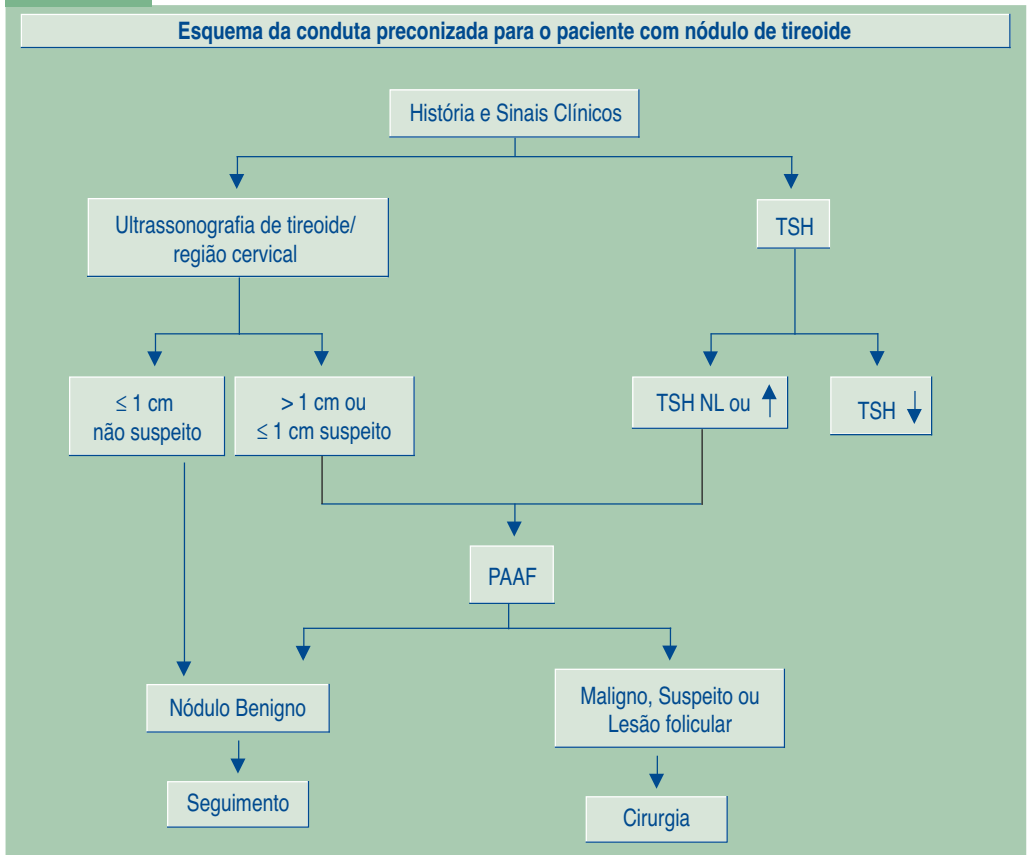 Esquema da conduta preconizada para o paciente com nódulo de tireoide
História e Sinais Clínicos
Ultrassonografia de tireoide/
região cervical
TSH
≤ 1 cm
não suspeito
> 1 cm ou
≤ 1 cm suspeito
TSH NL ou ↑
TSH ↓
PAAF
Nódulo Benigno
Maligno, Suspeito ou
Lesão folicular
Seguimento
Cirurgia